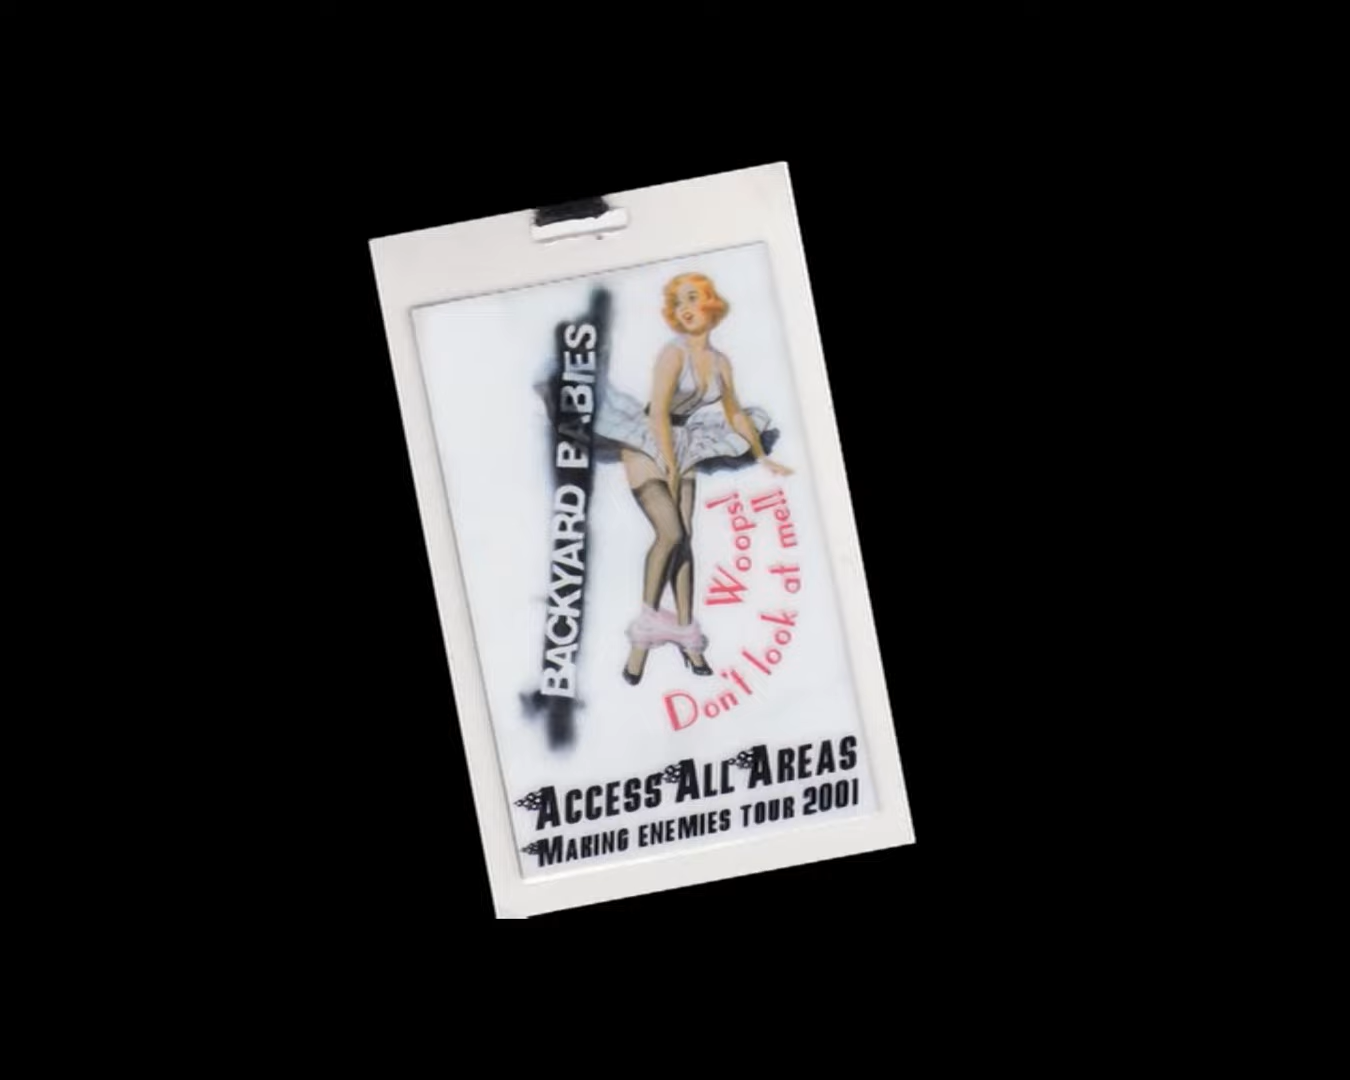 BACKYARD BABIES
Woops!
Don't look at me!!
ACCESS ALL AREAS
MAKING ENEMIES TOUR 2001